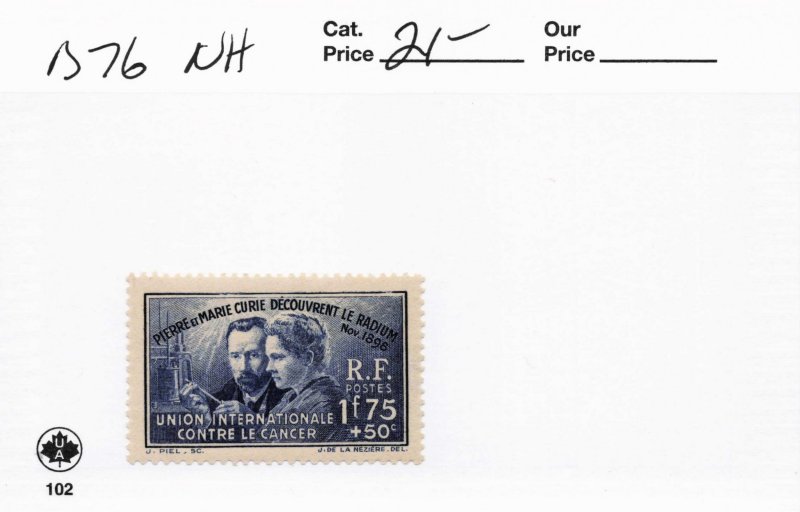 B76 NH
Cat. Price 21-
Our Price
PIERRE ET MARIE CURIE DÉCOUVRENT LE RADIUM
Nov. 1898
R.F.
POSTES
1f75
+50c
UNION INTERNATIONALE
CONTRE LE CANCER
J. PIEL. SC.
J. DE LA NEZIÈRE. DEL.
UA
102